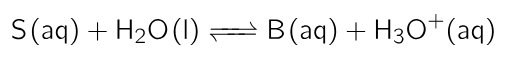 S(aq) + H₂O(l) ⇌ B(aq) + H₃O⁺(aq)